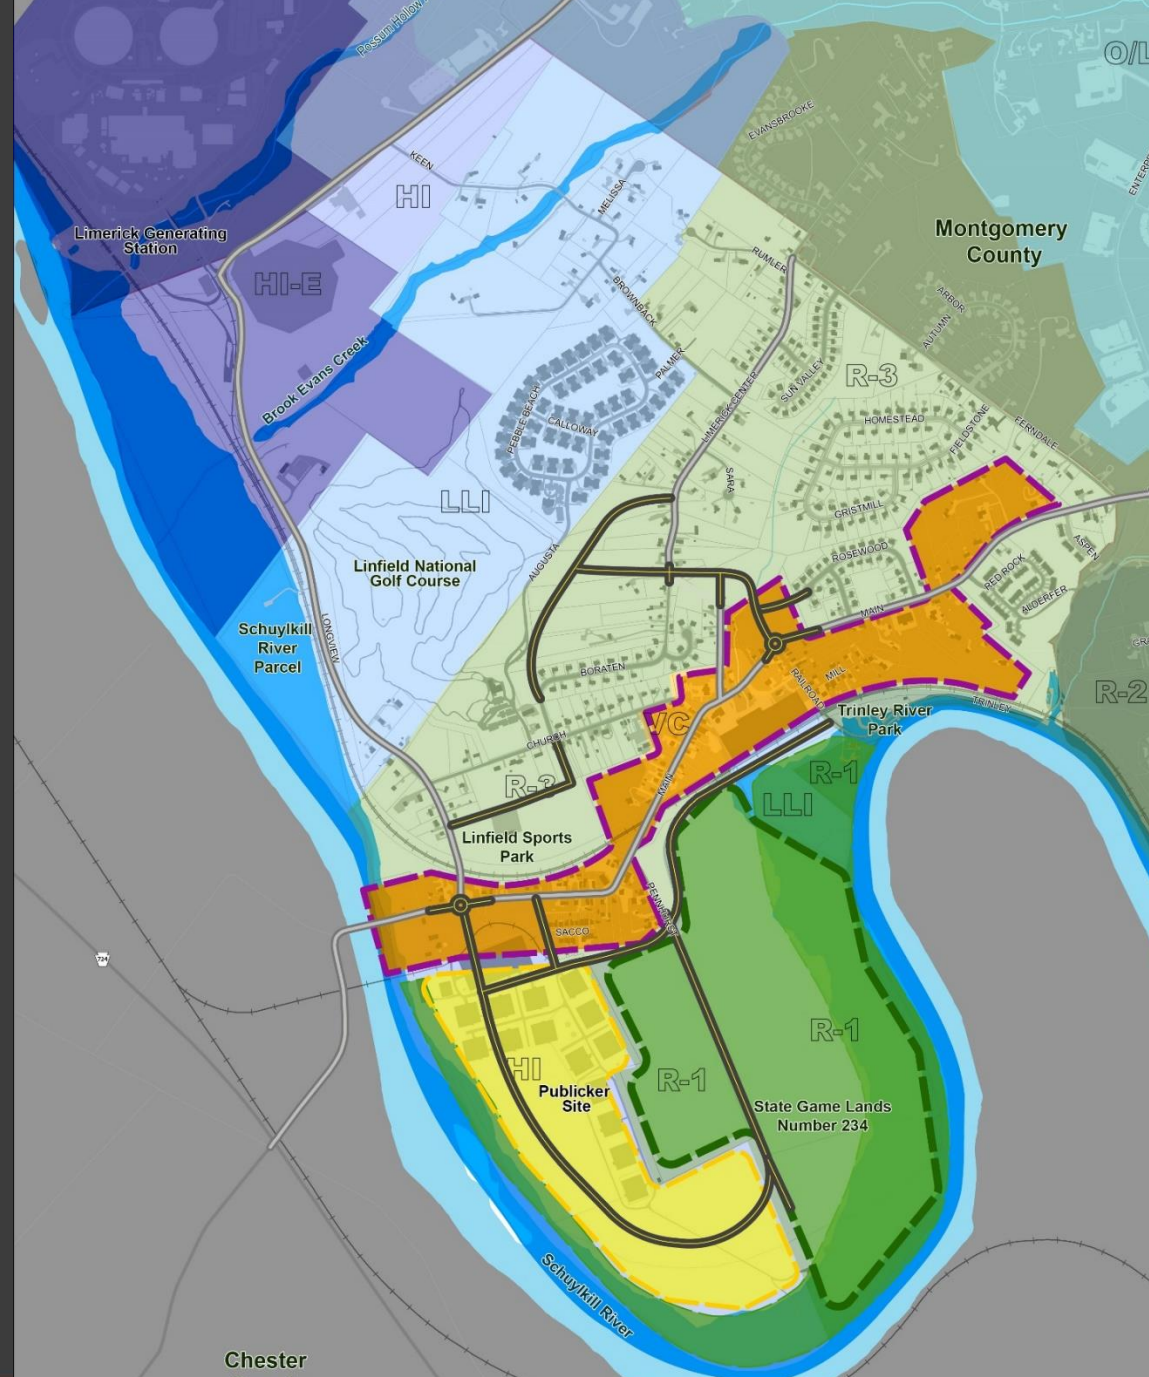 Possum Hollow
O/L
EVANSBROOKE
KEEN
HI
MELISSA
Montgomery
County
Limerick Generating
Station
RUMLER
HI-E
BROWNBACK
ARBOR
AUTUMN
Brook Evans Creek
PALMER
SUN VALLEY
R-3
LIMERICK CENTER
PEBBLE BEACH
CALLOWAY
HOMESTEAD
FIELDSTONE
FERNDALE
SARA
LLI
GRISTMILL
ROSEWOOD
ASPEN
Linfield National
Golf Course
AUGUSTA
RED ROCK
ALDERFER
MAIN
LONGVIEW
Schuylkill
River
Parcel
BORATEN
MILL
RAILROAD
R-2
TRINLEY
Trinley River
Park
VC
CHURCH
MAIN
R-3
R-1
LLI
Linfield Sports
Park
PENNHURST
SACCO
724
R-1
HI
R-1
Publicker
Site
State Game Lands
Number 234
Schuylkill River
Chester